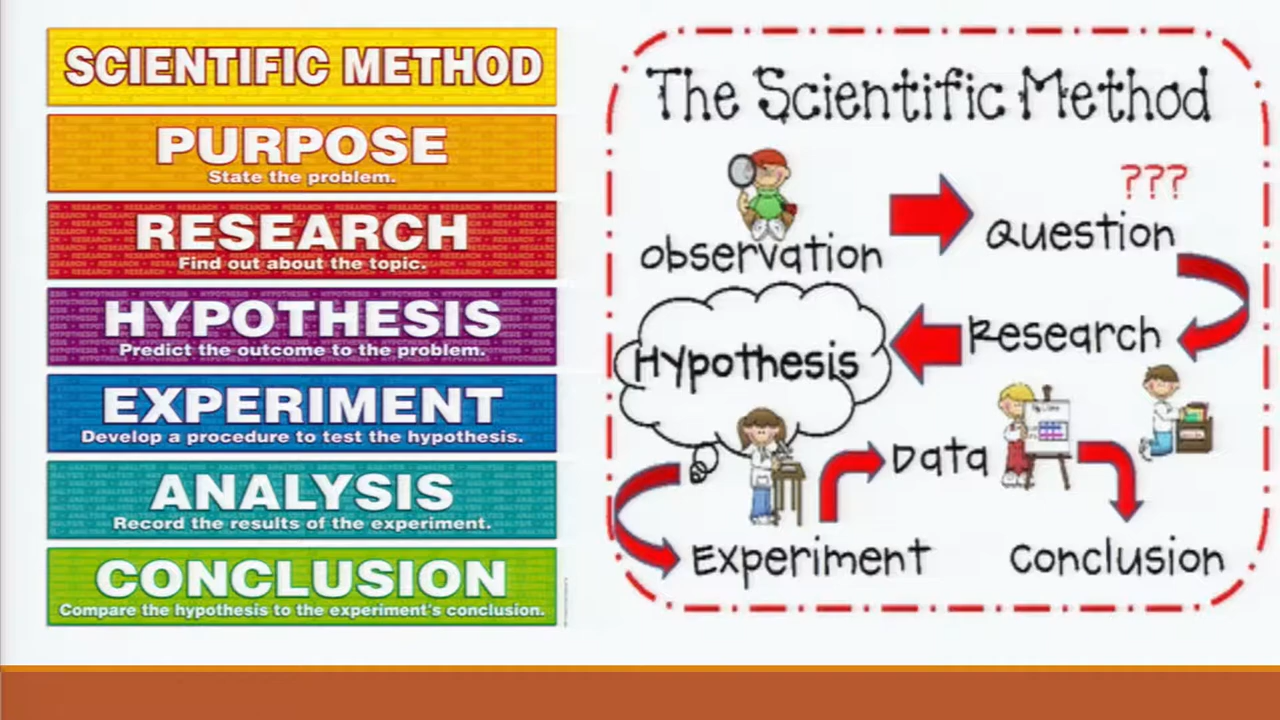 SCIENTIFIC METHOD
PURPOSE
State the problem.
RESEARCH
Find out about the topic.
HYPOTHESIS
Predict the outcome to the problem.
EXPERIMENT
Develop a procedure to test the hypothesis.
ANALYSIS
Record the results of the experiment.
CONCLUSION
Compare the hypothesis to the experiment's conclusion.
The Scientific Method
???
Observation
Question
Research
Hypothesis
Data
Experiment
Conclusion